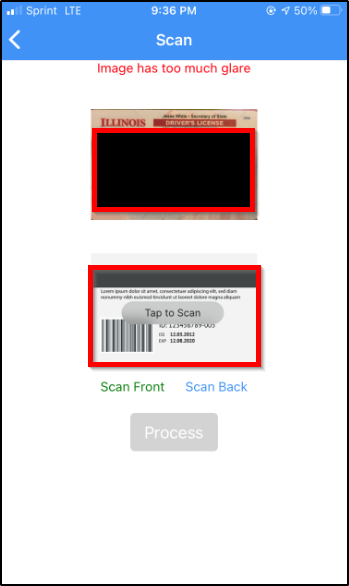 Sprint LTE 9:36 PM 50%
Scan
Image has too much glare
ILLINOIS Jesse White • Secretary of State
DRIVER'S LICENSE
Lorem ipsum dolor sit amet, consectetuer adipiscing elit, sed diam
nonummy nibh euismod tincidunt ut laoreet dolore magna aliquam
Tap to Scan
ID: 123456789-005
ISS 12.03.2012
EXP 12.08.2020
Scan Front Scan Back
Process